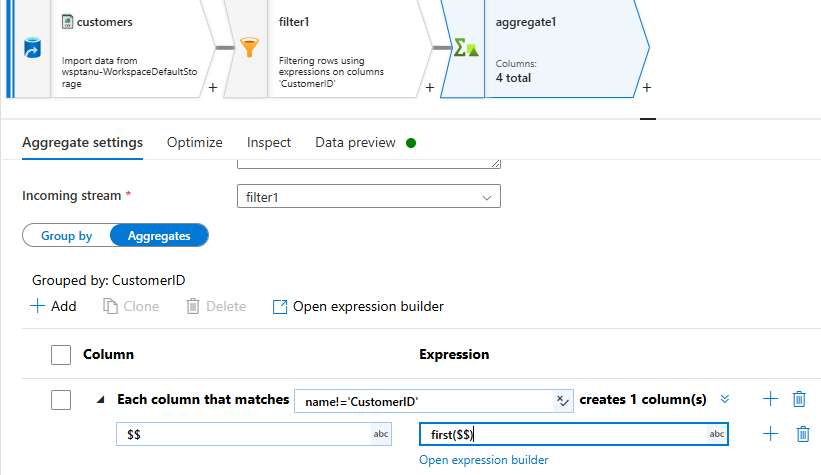 customers
Import data from
wsptanu-WorkspaceDefaultSto
rage
+
filter1
Filtering rows using
expressions on columns
'CustomerID'
+
aggregate1
Columns:
4 total
+
Aggregate settings Optimize Inspect Data preview
Incoming stream * filter1
Group by Aggregates
Grouped by: CustomerID
+ Add Clone Delete Open expression builder
Column Expression
Each column that matches name!='CustomerID' creates 1 column(s)
$$ abc first($$) abc
Open expression builder